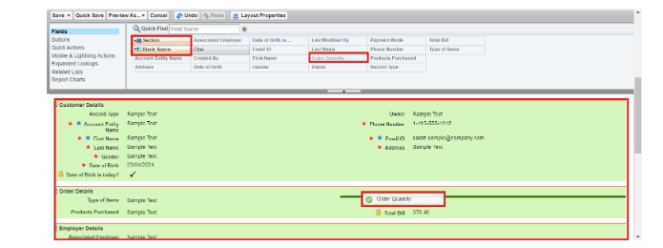 Save Quick Save Preview As... Cancel Undo Redo Layout Properties
Fields
Buttons
Quick Actions
Mobile & Lightning Actions
Expanded Lookups
Related Lists
Report Charts
Quick Find Field Name
Section Associated Employer Date of Birth is... Last Modified By Payment Mode Total Bill
Blank Space Email ID Last Name Phone Number Type of Items
Account Entity Name Created By First Name Order Quantity Products Purchased
Address Date of Birth Gender Owner Record Type
Customer Details
Record Type Sample Text Owner Sample Text
Account Entity Name Sample Text Phone Number 1-415-555-1212
First Name Sample Text Email ID sarah.sample@company.com
Last Name Sample Text Address Sample Text
Gender Sample Text
Date of Birth 29/04/2024
Date of Birth is today?
Order Details
Type of Items Sample Text Order Quantity
Products Purchased Sample Text Total Bill
Employer Details
Associated Employer Sample Text